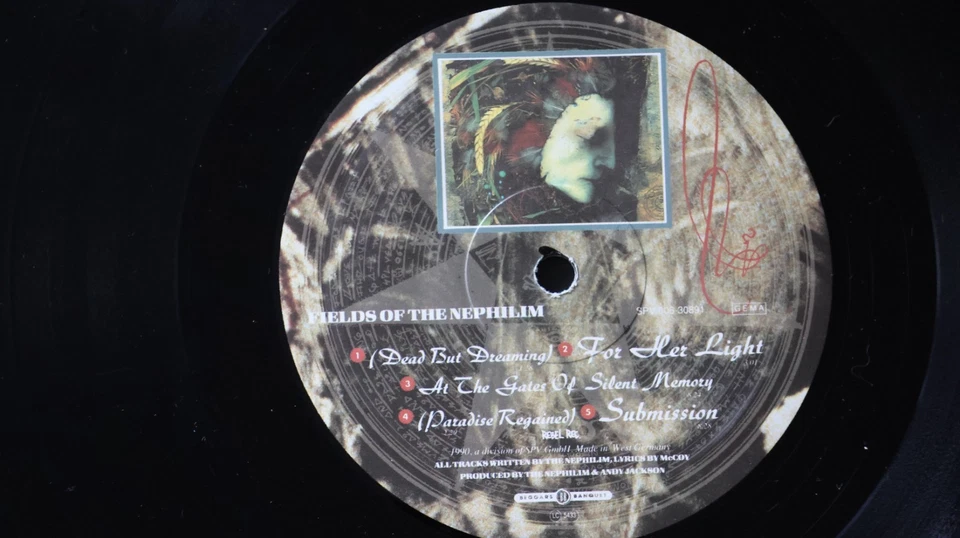 FIELDS OF THE NEPHILIM
GEMA
1 (Dead But Dreaming) 2 For Her Light
3 At The Gates Of Silent Memory
4 (Paradise Regained) 5 Submission
REBEL REC.
1990, a division of SPV GmbH. Made in West Germany
ALL TRACKS WRITTEN BY THE NEPHILIM, LYRICS BY McCOY
PRODUCED BY THE NEPHILIM & ANDY JACKSON
BEGGARS BANQUET